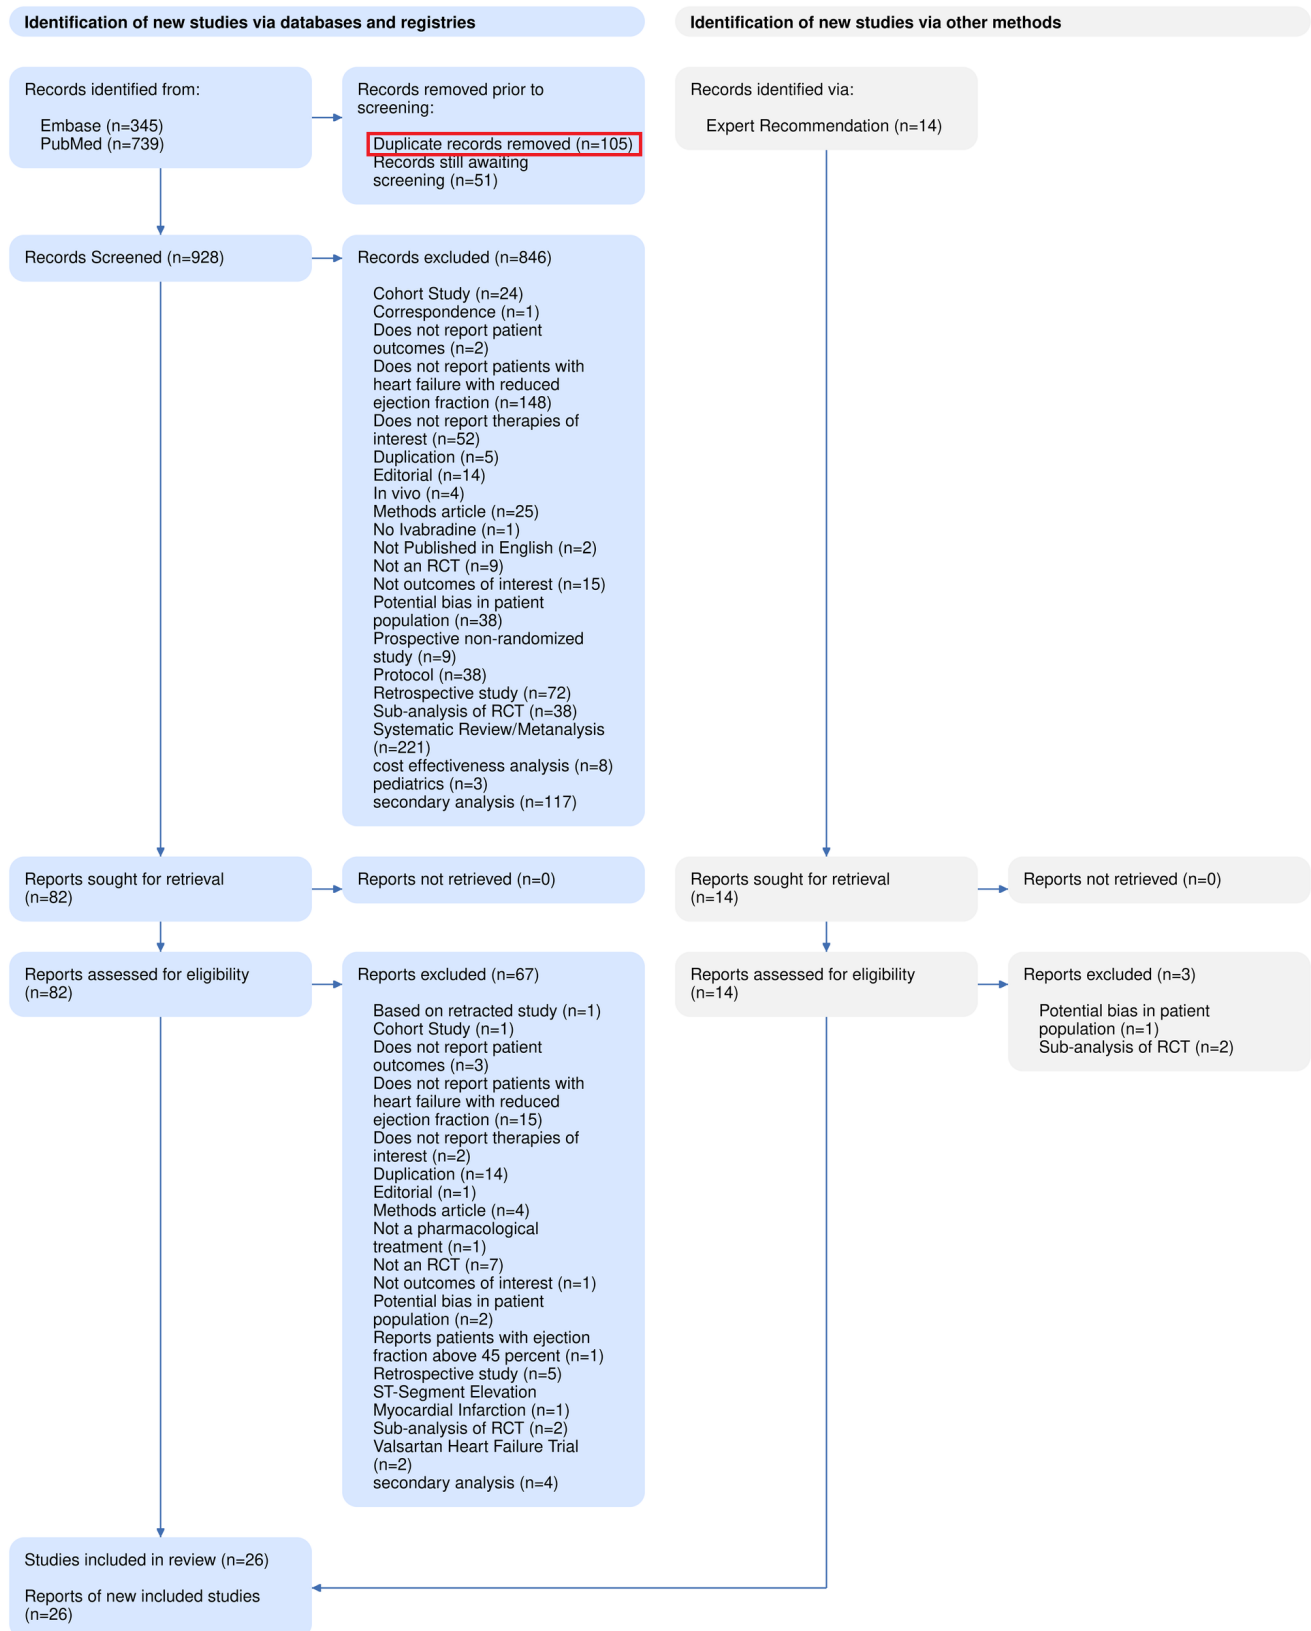 Identification of new studies via databases and registries
Identification of new studies via other methods
Records identified from:
Embase (n=345)
PubMed (n=739)
Records removed prior to
screening:
Duplicate records removed (n=105)
Records still awaiting
screening (n=51)
Records identified via:
Expert Recommendation (n=14)
Records Screened (n=928)
Records excluded (n=846)
Cohort Study (n=24)
Correspondence (n=1)
Does not report patient
outcomes (n=2)
Does not report patients with
heart failure with reduced
ejection fraction (n=148)
Does not report therapies of
interest (n=52)
Duplication (n=5)
Editorial (n=14)
In vivo (n=4)
Methods article (n=25)
No Ivabradine (n=1)
Not Published in English (n=2)
Not an RCT (n=9)
Not outcomes of interest (n=15)
Potential bias in patient
population (n=38)
Prospective non-randomized
study (n=9)
Protocol (n=38)
Retrospective study (n=72)
Sub-analysis of RCT (n=38)
Systematic Review/Metanalysis
(n=221)
cost effectiveness analysis (n=8)
pediatrics (n=3)
secondary analysis (n=117)
Reports sought for retrieval
(n=82)
Reports not retrieved (n=0)
Reports sought for retrieval
(n=14)
Reports not retrieved (n=0)
Reports assessed for eligibility
(n=82)
Reports excluded (n=67)
Based on retracted study (n=1)
Cohort Study (n=1)
Does not report patient
outcomes (n=3)
Does not report patients with
heart failure with reduced
ejection fraction (n=15)
Does not report therapies of
interest (n=2)
Duplication (n=14)
Editorial (n=1)
Methods article (n=4)
Not a pharmacological
treatment (n=1)
Not an RCT (n=7)
Not outcomes of interest (n=1)
Potential bias in patient
population (n=2)
Reports patients with ejection
fraction above 45 percent (n=1)
Retrospective study (n=5)
ST-Segment Elevation
Myocardial Infarction (n=1)
Sub-analysis of RCT (n=2)
Valsartan Heart Failure Trial
(n=2)
secondary analysis (n=4)
Reports assessed for eligibility
(n=14)
Reports excluded (n=3)
Potential bias in patient
population (n=1)
Sub-analysis of RCT (n=2)
Studies included in review (n=26)
Reports of new included studies
(n=26)